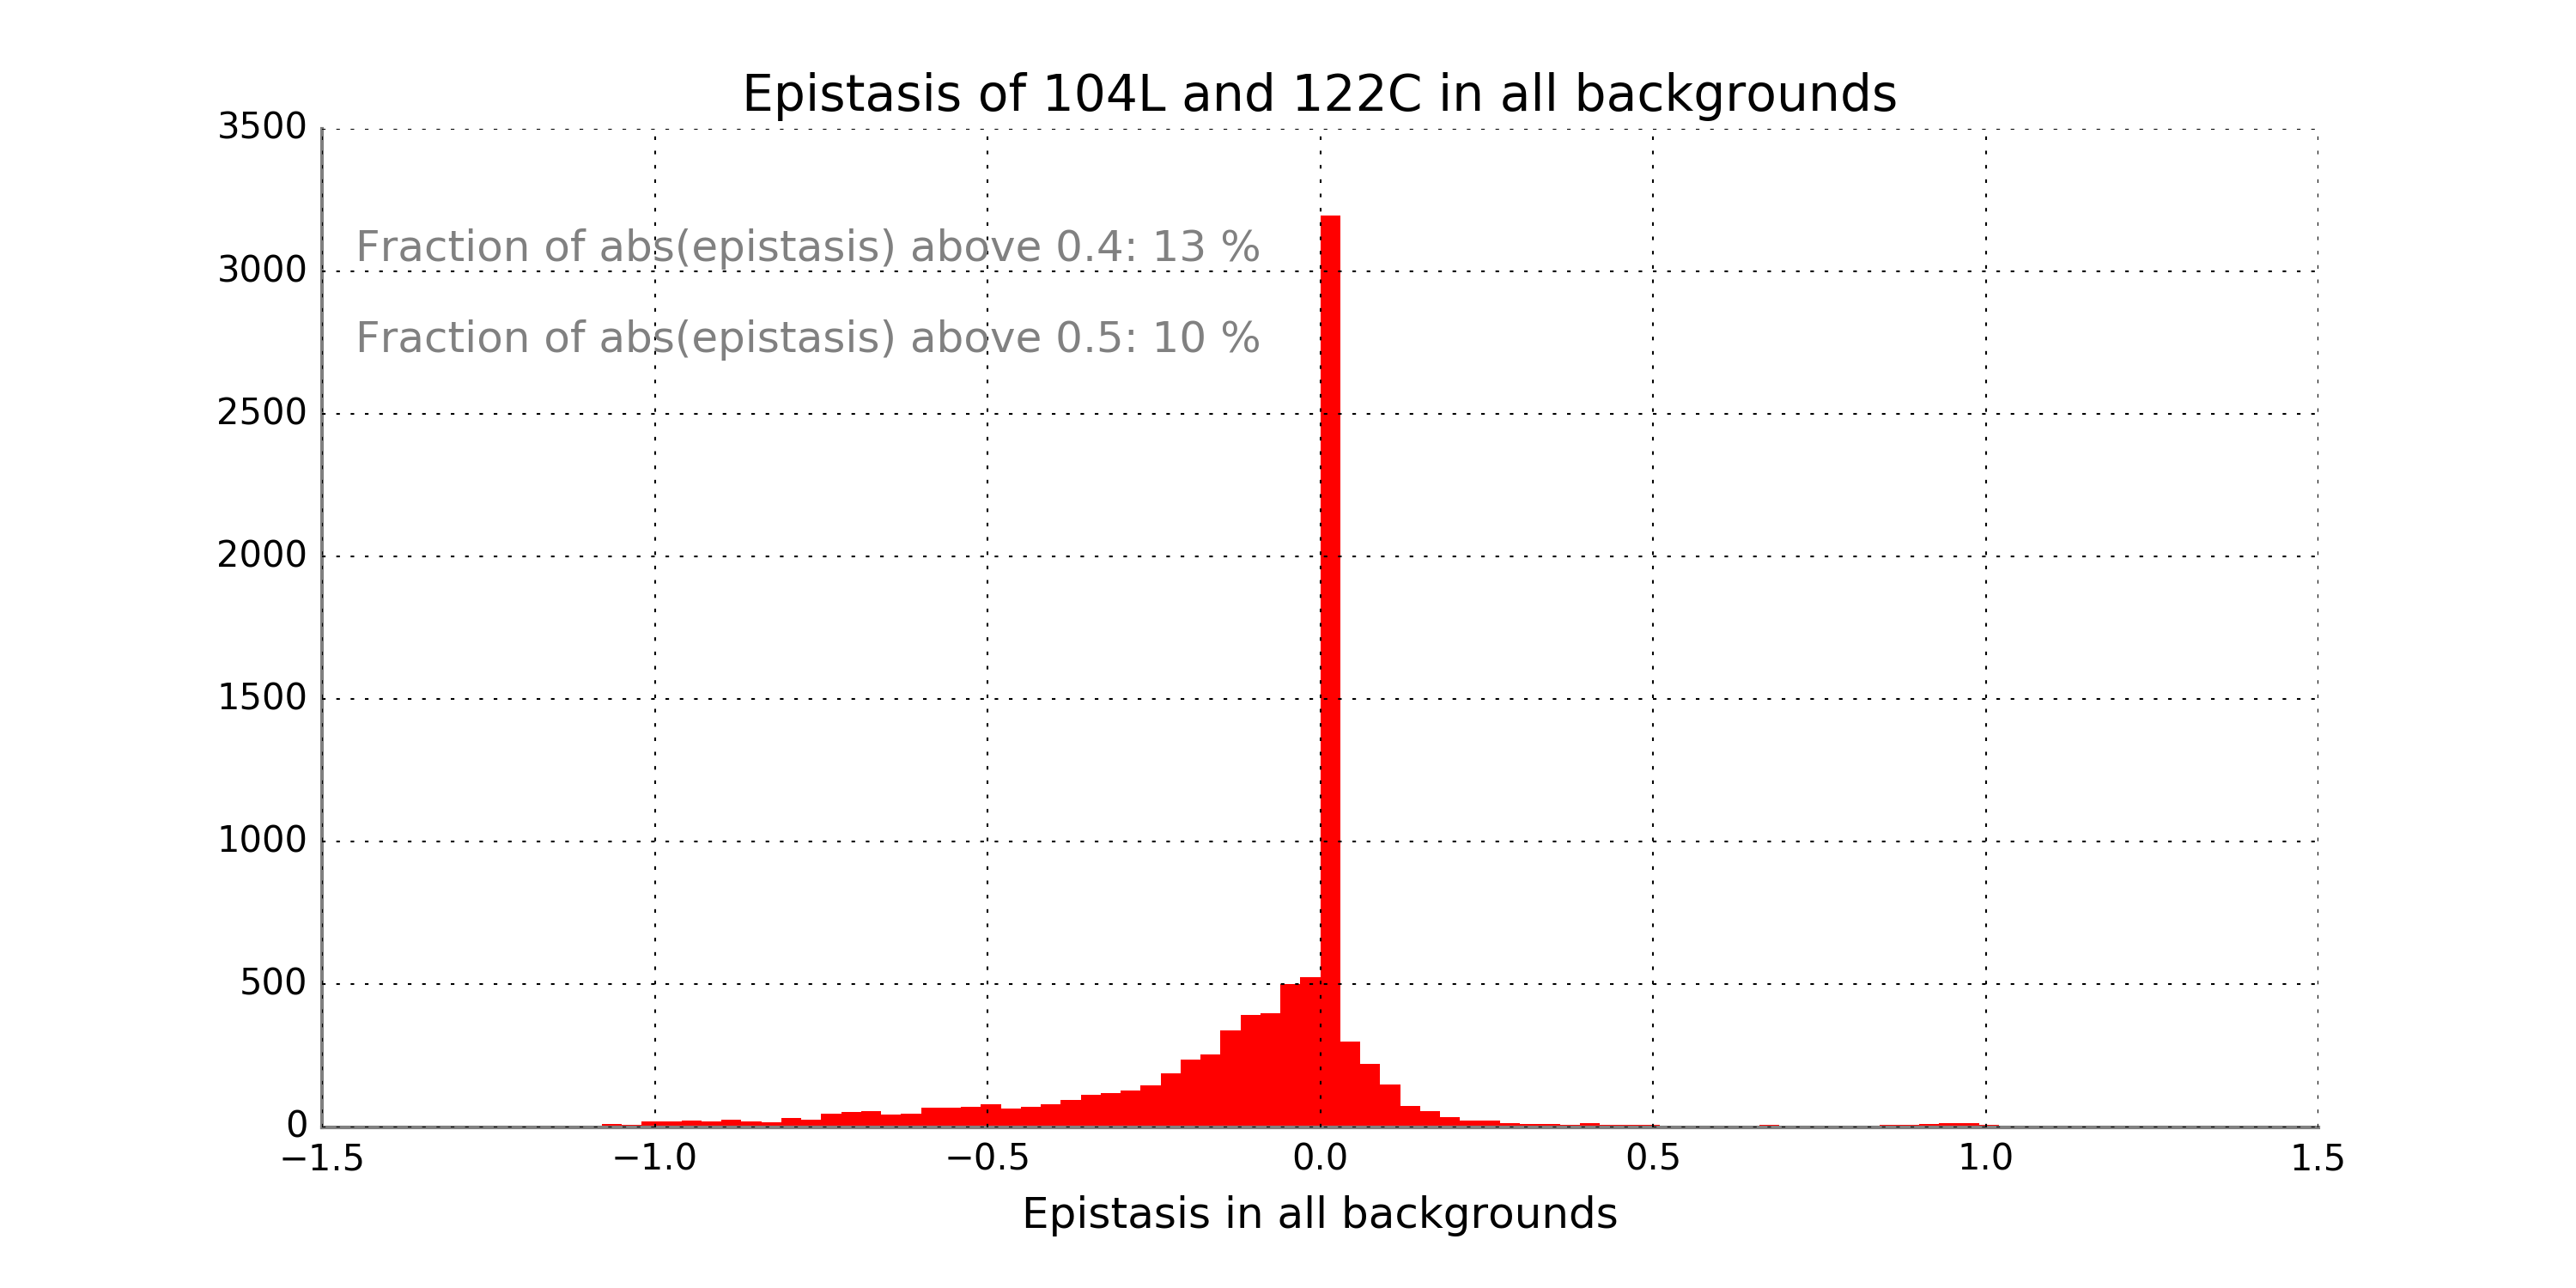 Epistasis of 104L and 122C in all backgrounds
3500
Fraction of abs(epistasis) above 0.4: 13 %
3000
Fraction of abs(epistasis) above 0.5: 10 %
2500
2000
1500
1000
500
0
−1.5 −1.0 −0.5 0.0 0.5 1.0 1.5
Epistasis in all backgrounds